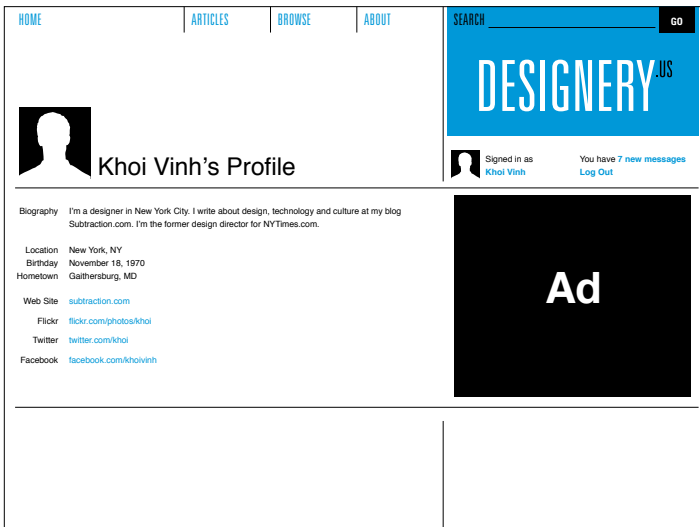 HOME ARTICLES BROWSE ABOUT SEARCH GO
DESIGNERY.US
Khoi Vinh's Profile
Signed in as
Khoi Vinh
You have 7 new messages
Log Out
Biography I'm a designer in New York City. I write about design, technology and culture at my blog
Subtraction.com. I'm the former design director for NYTimes.com.
Location New York, NY
Birthday November 18, 1970
Hometown Gaithersburg, MD
Web Site subtraction.com
Flickr flickr.com/photos/khoi
Twitter twitter.com/khoi
Facebook facebook.com/khoivinh
Ad